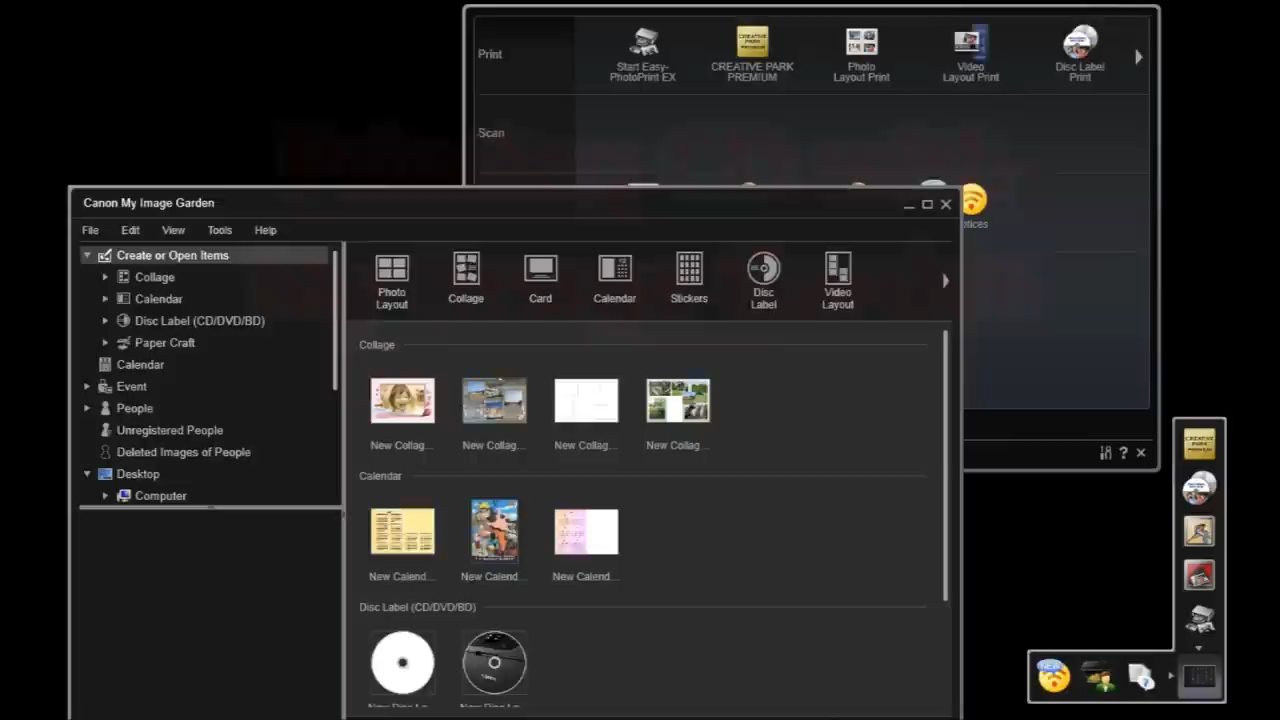 Print
Start Easy-
PhotoPrint EX
CREATIVE PARK
PREMIUM
CREATIVE PARK
PREMIUM
Photo
Layout Print
Video
Layout Print
Disc Label
Print
Scan
Canon My Image Garden
File
Edit
View
Tools
Help
Create or Open Items
Collage
Calendar
Disc Label (CD/DVD/BD)
Paper Craft
Calendar
Event
People
Unregistered People
Deleted Images of People
Desktop
Computer
Photo
Layout
Collage
Card
Calendar
Stickers
Disc
Label
Video
Layout
Collage
New Collag...
New Collag...
New Collag...
New Collag...
Calendar
New Calend...
New Calend...
New Calend...
Disc Label (CD/DVD/BD)
NEW